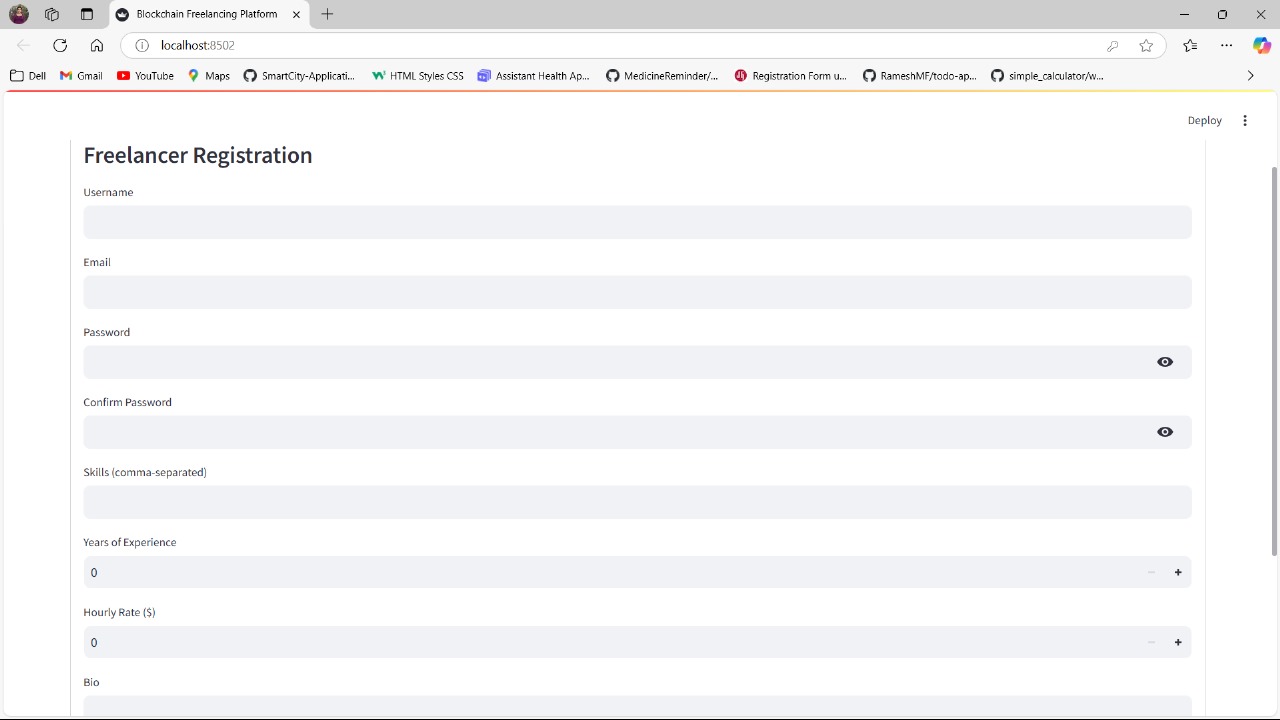 Blockchain Freelancing Platform
localhost:8502
Dell Gmail YouTube Maps SmartCity-Applicati... HTML Styles CSS Assistant Health Ap... MedicineReminder/... Registration Form u... RameshMF/todo-ap... simple_calculator/w...
Deploy
Freelancer Registration
Username
Email
Password
Confirm Password
Skills (comma-separated)
Years of Experience
0
Hourly Rate ($)
0
Bio